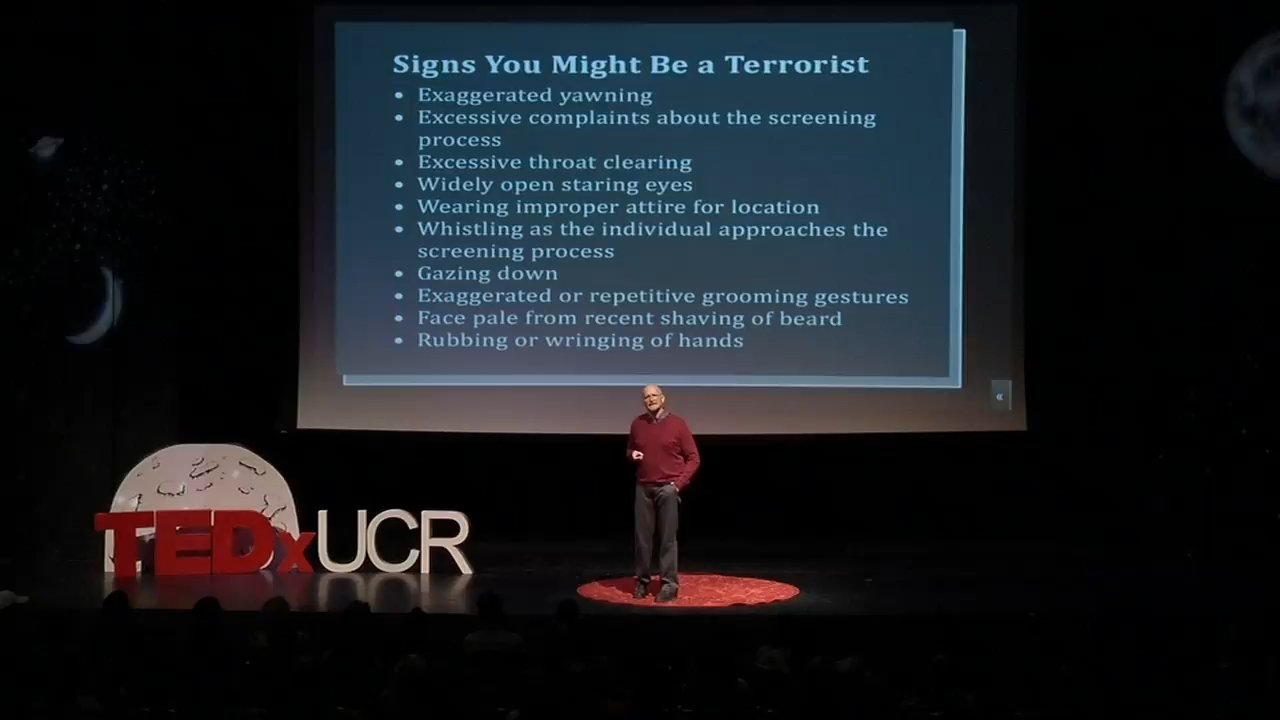 Signs You Might Be a Terrorist
• Exaggerated yawning
• Excessive complaints about the screening
process
• Excessive throat clearing
• Widely open staring eyes
• Wearing improper attire for location
• Whistling as the individual approaches the
screening process
• Gazing down
• Exaggerated or repetitive grooming gestures
• Face pale from recent shaving of beard
• Rubbing or wringing of hands
«
TEDxUCR